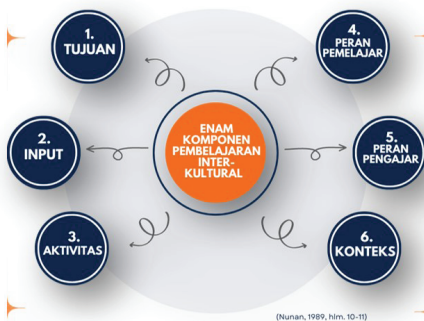 1.
TUJUAN
2.
INPUT
3.
AKTIVITAS
ENAM
KOMPONEN
PEMBELAJARAN
INTER-
KULTURAL
4.
PERAN
PEMELAJAR
5.
PERAN
PENGAJAR
6.
KONTEKS
(Nunan, 1989, hlm. 10-11)